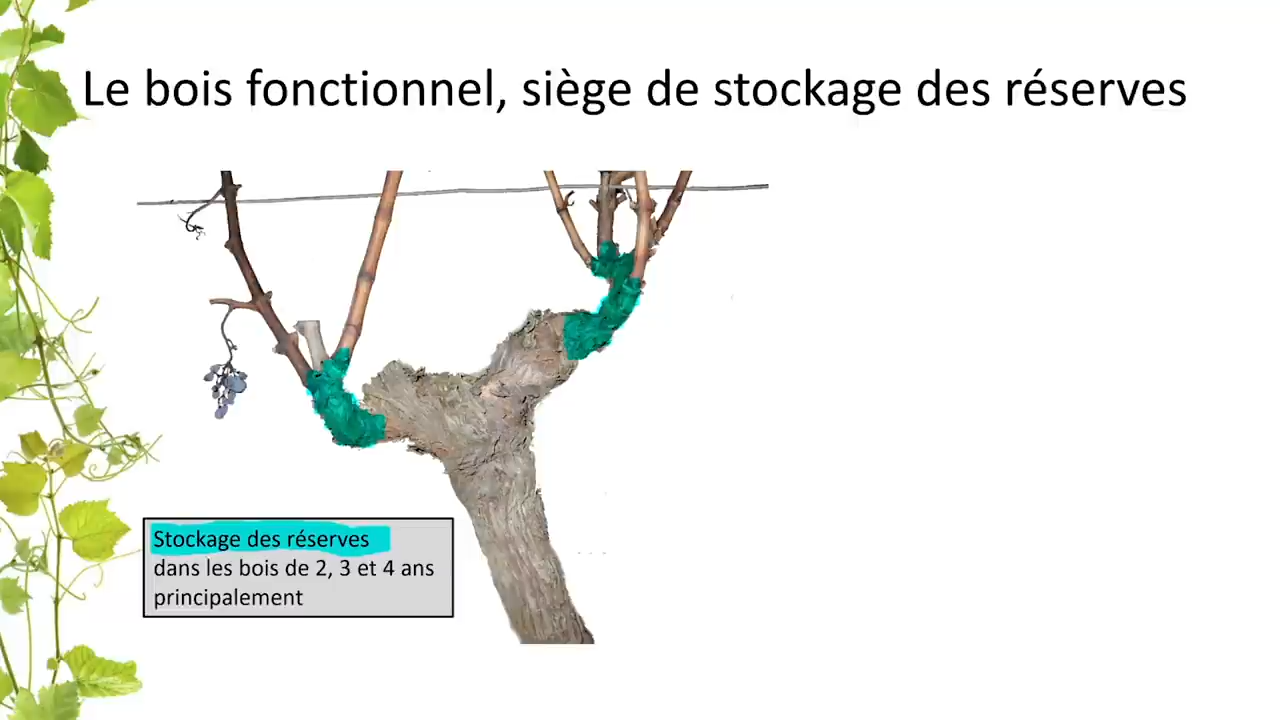 Le bois fonctionnel, siège de stockage des réserves
Stockage des réserves
dans les bois de 2, 3 et 4 ans
principalement